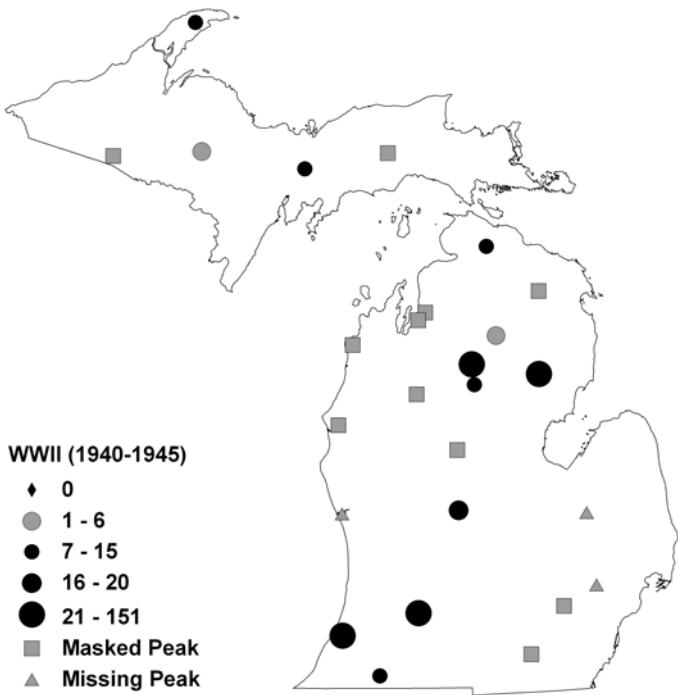 WWII (1940-1945)
0
1 - 6
7 - 15
16 - 20
21 - 151
Masked Peak
Missing Peak